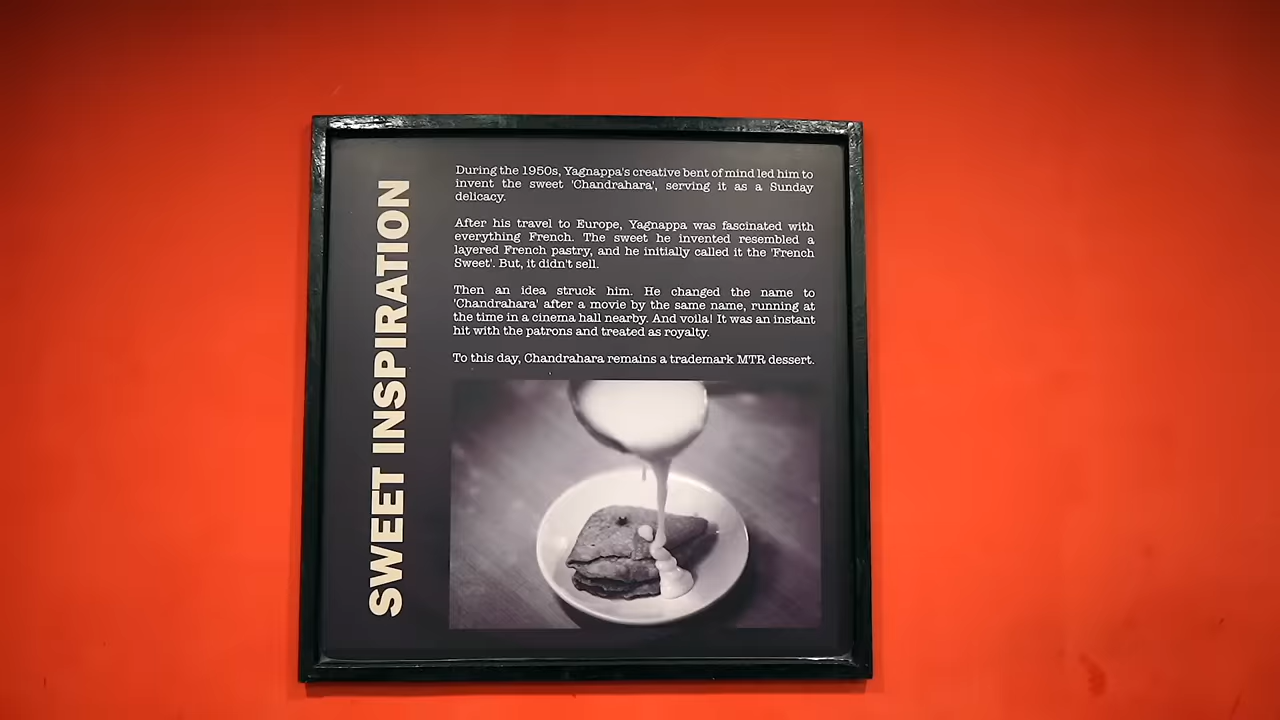 SWEET INSPIRATION
During the 1950s, Yagnappa's creative bent of mind led him to
invent the sweet 'Chandrahara', serving it as a Sunday
delicacy.
After his travel to Europe, Yagnappa was fascinated with
everything French. The sweet he invented resembled a
layered French pastry, and he initially called it the 'French
Sweet'. But, it didn't sell.
Then an idea struck him. He changed the name to
'Chandrahara' after a movie by the same name, running at
the time in a cinema hall nearby. And voila! It was an instant
hit with the patrons and treated as royalty.
To this day, Chandrahara remains a trademark MTR dessert.